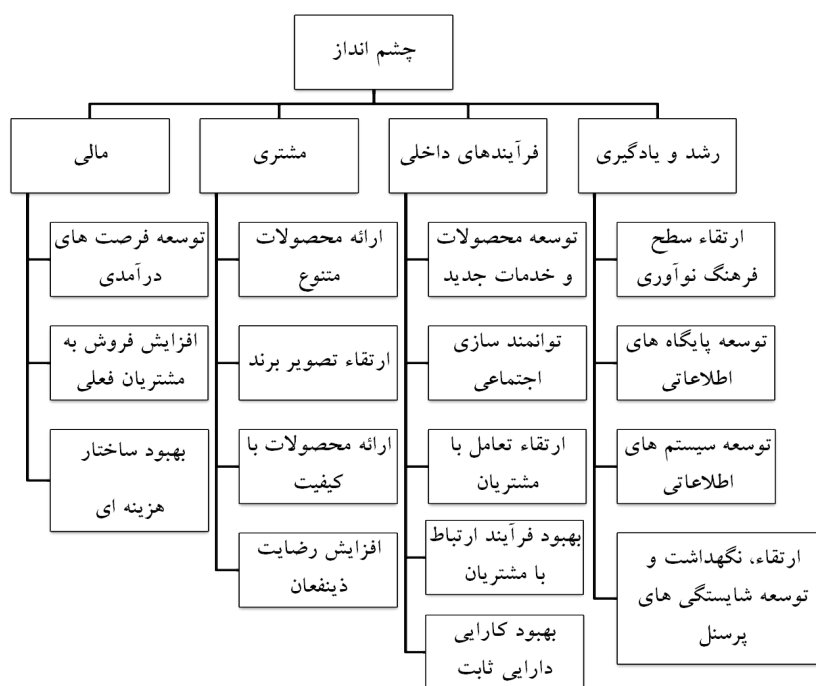 چشم انداز
رشد و یادگیری
فرآیندهای داخلی
مشتری
مالی
ارتقاء سطح
فرهنگ نوآوری
توسعه پایگاه های
اطلاعاتی
توسعه سیستم های
اطلاعاتی
ارتقاء، نگهداشت و
توسعه شایستگی های
پرسنل
توسعه محصولات
و خدمات جدید
توانمند سازی
اجتماعی
ارتقاء تعامل با
مشتریان
بهبود فرآیند ارتباط
با مشتریان
بهبود کارایی
دارایی ثابت
ارائه محصولات
متنوع
ارتقاء تصویر برند
ارائه محصولات با
کیفیت
افزایش رضایت
ذینفعان
توسعه فرصت های
درآمدی
افزایش فروش به
مشتریان فعلی
بهبود ساختار
هزینه ای